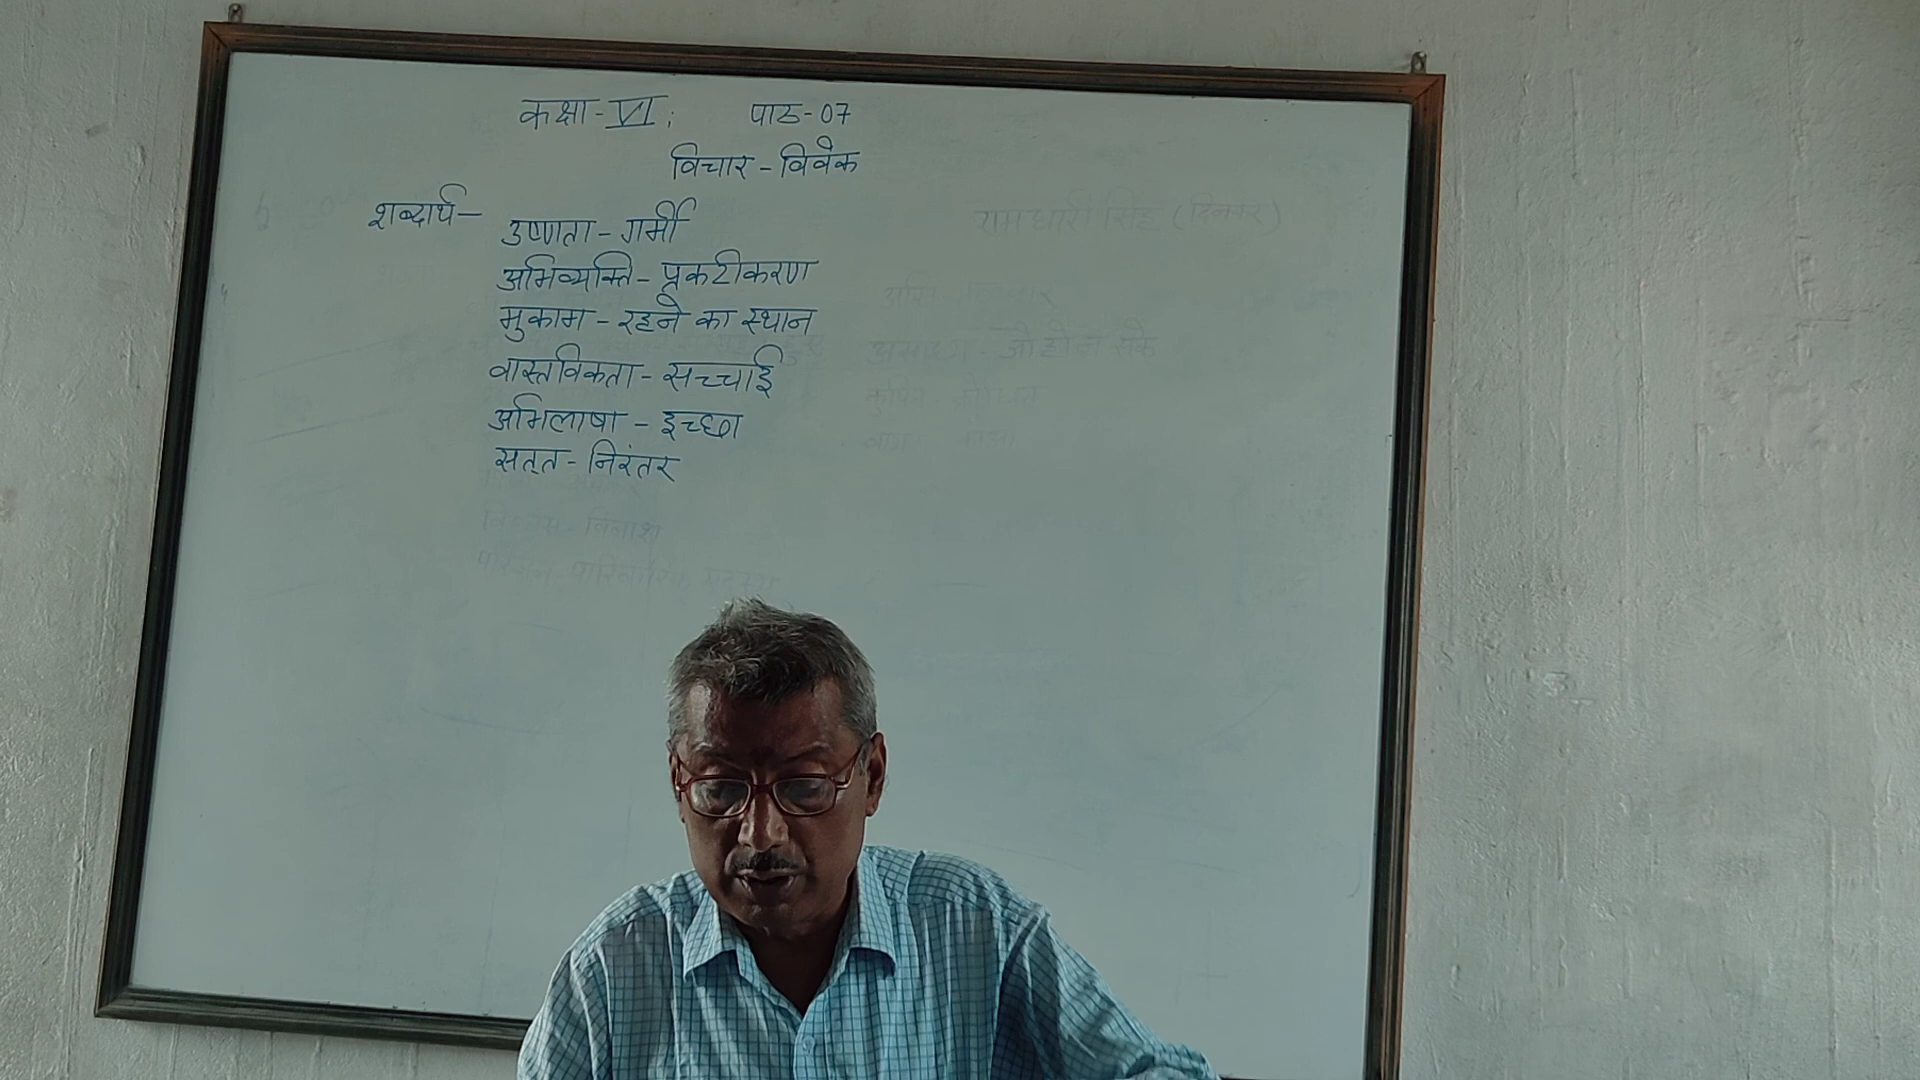 कक्षा - VI ; पाठ - 07
विचार - विवेक
शब्दार्थ -
उष्णता - गर्मी
अभिव्यक्ति - प्रकटीकरण
मुकाम - रहने का स्थान
वास्तविकता - सच्चाई
अभिलाषा - इच्छा
सतत - निरंतर